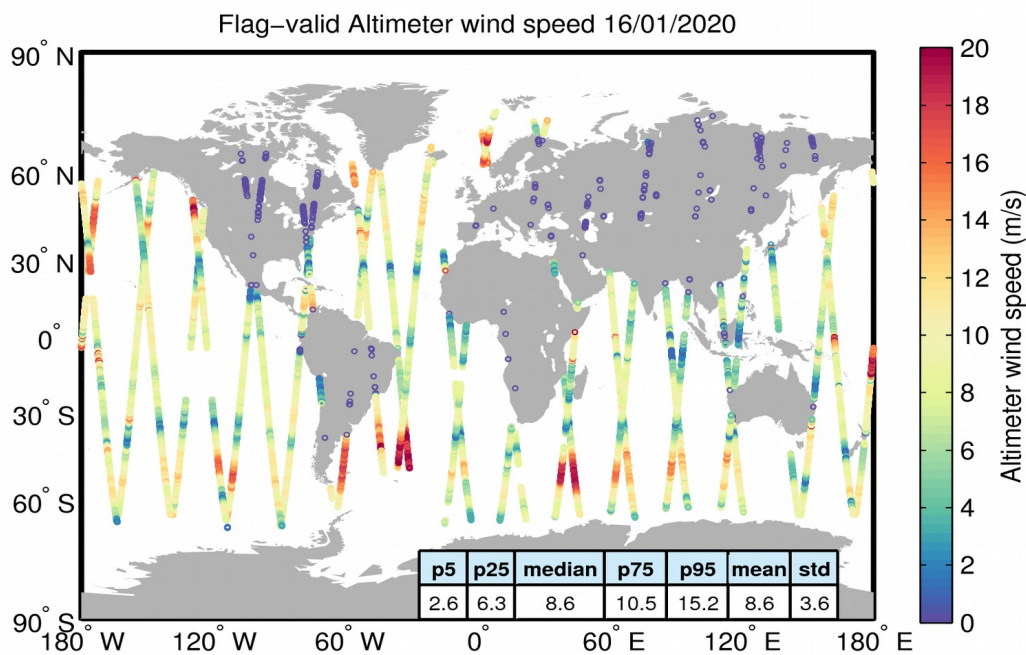 Flag−valid Altimeter wind speed 16/01/2020
90° N
60° N
30° N
0°
30° S
60° S
90° S
180° W
120° W
60° W
0°
60° E
120° E
180° E
p5 p25 median p75 p95 mean std
2.6 6.3 8.6 10.5 15.2 8.6 3.6
20
18
16
14
12
10
8
6
4
2
0
Altimeter wind speed (m/s)